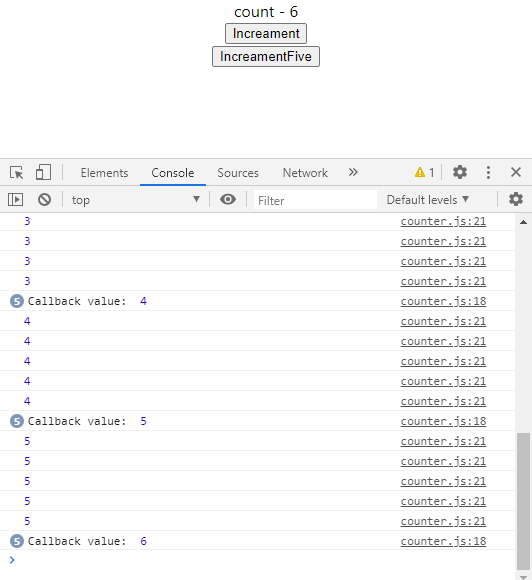 count - 6
Increament
IncreamentFive
Elements Console Sources Network » 1
top Filter Default levels
3 counter.js:21
3 counter.js:21
3 counter.js:21
3 counter.js:21
5 Callback value: 4 counter.js:18
4 counter.js:21
4 counter.js:21
4 counter.js:21
4 counter.js:21
4 counter.js:21
5 Callback value: 5 counter.js:18
5 counter.js:21
5 counter.js:21
5 counter.js:21
5 counter.js:21
5 counter.js:21
5 Callback value: 6 counter.js:18